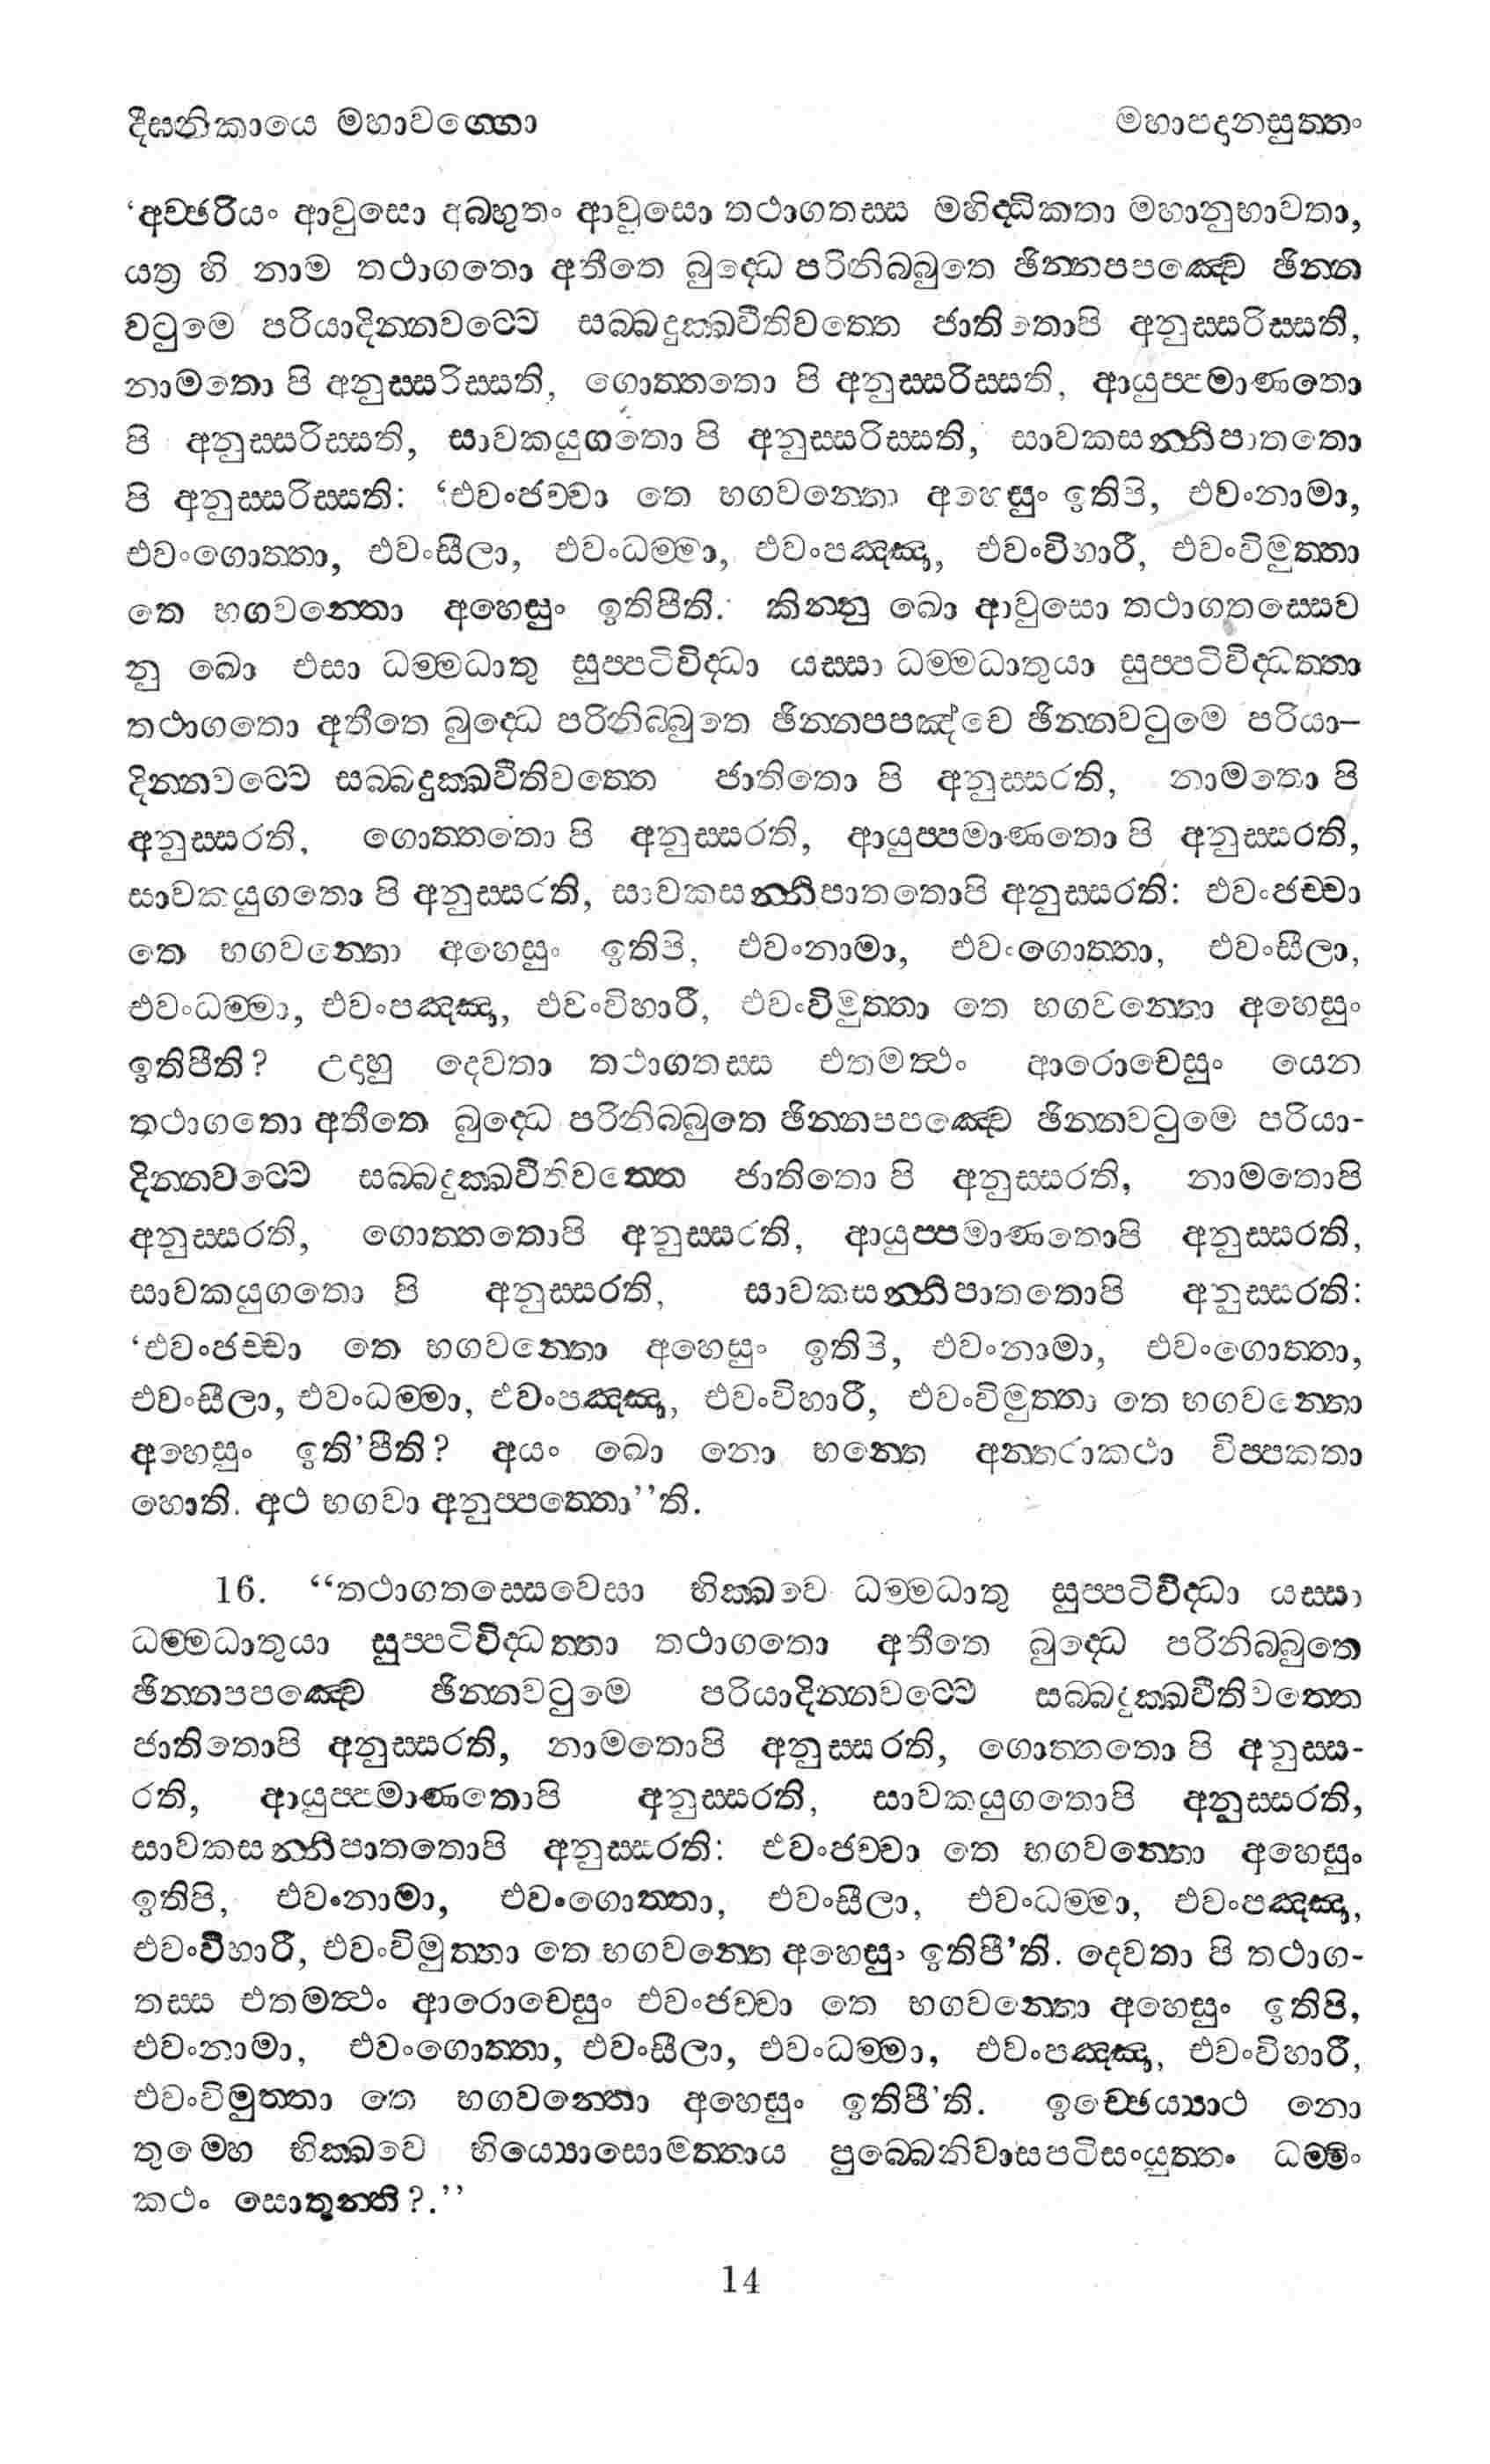 දීඝනිකායෙ මහාවග්ගො මහාපදානසුත්තං
‘අච්ඡරියං ආවුසො අබ්භුතං ආවුසො තථාගතස්ස මහිද්ධිකතා මහානුභාවතා,
යත්‍ර හි නාම තථාගතො අතීතෙ බුද්ධෙ පරිනිබ්බුතෙ ඡින්නපපඤ්චෙ ඡින්න
වටුමෙ පරියාදින්නවට්ටෙ සබ්බදුක්ඛවීතිවත්තෙ ජාතිතොපි අනුස්සරිස්සති,
නාමතො පි අනුස්සරිස්සති, ගොත්තතො පි අනුස්සරිස්සති, ආයුප්පමාණතො
පි අනුස්සරිස්සති, සාවකයුගතො පි අනුස්සරිස්සති, සාවකසන්නිපාතතො
පි අනුස්සරිස්සති: ‘එවංජච්චා තෙ භගවන්තො අහෙසුං ඉතිපි, එවංනාමා,
එවංගොත්තා, එවංසීලා, එවංධම්මා, එවංපඤ්ඤා, එවංවිහාරී, එවංවිමුත්තා
තෙ භගවන්තො අහෙසුං ඉතිපීති. කින්නු ඛො ආවුසො තථාගතස්සෙව
නු ඛො එසා ධම්මධාතු සුප්පටිවිද්ධා යස්සා ධම්මධාතුයා සුප්පටිවිද්ධත්තා
තථාගතො අතීතෙ බුද්ධෙ පරිනිබ්බුතෙ ඡින්නපපඤ්චෙ ඡින්නවටුමෙ පරියා–
දින්නවට්ටෙ සබ්බදුක්ඛවීතිවත්තෙ ජාතිතො පි අනුස්සරති, නාමතො පි
අනුස්සරති, ගොත්තතො පි අනුස්සරති, ආයුප්පමාණතො පි අනුස්සරති,
සාවකයුගතො පි අනුස්සරති, සාවකසන්නිපාතතොපි අනුස්සරති: එවංජච්චා
තෙ භගවන්තො අහෙසුං ඉතිපි, එවංනාමා, එවංගොත්තා, එවංසීලා,
එවංධම්මා, එවංපඤ්ඤා, එවංවිහාරී, එවංවිමුත්තා තෙ භගවන්තො අහෙසුං
ඉතිපීති? උදාහු දෙවතා තථාගතස්ස එතමත්ථං ආරොචෙසුං යෙන
තථාගතො අතීතෙ බුද්ධෙ පරිනිබ්බුතෙ ඡින්නපපඤ්චෙ ඡින්නවටුමෙ පරියා-
දින්නවට්ටෙ සබ්බදුක්ඛවීතිවත්තෙ ජාතිතො පි අනුස්සරති, නාමතොපි
අනුස්සරති, ගොත්තතොපි අනුස්සරති, ආයුප්පමාණතොපි අනුස්සරති,
සාවකයුගතො පි අනුස්සරති, සාවකසන්නිපාතතොපි අනුස්සරති:
‘එවංජච්චා තෙ භගවන්තො අහෙසුං ඉතිපි, එවංනාමා, එවංගොත්තා,
එවංසීලා, එවංධම්මා, එවංපඤ්ඤා, එවංවිහාරී, එවංවිමුත්තා තෙ භගවන්තො
අහෙසුං ඉති’පීති? අයං ඛො නො භන්තෙ අන්තරාකථා විප්පකතා
හොති. අථ භගවා අනුප්පත්තො’’ති.
16. “තථාගතස්සෙවෙසා භික්ඛවෙ ධම්මධාතු සුප්පටිවිද්ධා යස්සා
ධම්මධාතුයා සුප්පටිවිද්ධත්තා තථාගතො අතීතෙ බුද්ධෙ පරිනිබ්බුතෙ
ඡින්නපපඤ්චෙ ඡින්නවටුමෙ පරියාදින්නවට්ටෙ සබ්බදුක්ඛවීතිවත්තෙ
ජාතිතොපි අනුස්සරති, නාමතොපි අනුස්සරති, ගොත්තතො පි අනුස්ස-
රති, ආයුප්පමාණතොපි අනුස්සරති, සාවකයුගතොපි අනුස්සරති,
සාවකසන්නිපාතතොපි අනුස්සරති: එවංජච්චා තෙ භගවන්තො අහෙසුං
ඉතිපි, එවංනාමා, එවංගොත්තා, එවංසීලා, එවංධම්මා, එවංපඤ්ඤා,
එවංවිහාරී, එවංවිමුත්තා තෙ භගවන්තෙ අහෙසුං ඉතිපී’ති. දෙවතා පි තථාග-
තස්ස එතමත්ථං ආරොචෙසුං එවංජච්චා තෙ භගවන්තො අහෙසුං ඉතිපි,
එවංනාමා, එවංගොත්තා, එවංසීලා, එවංධම්මා, එවංපඤ්ඤා, එවංවිහාරී,
එවංවිමුත්තා තෙ භගවන්තො අහෙසුං ඉතිපී’ති. ඉච්ඡෙය්‍යාථ නො
තුම්හෙ භික්ඛවෙ භිය්‍යොසොමත්තාය පුබ්බෙනිවාසපටිසංයුත්තං ධම්මිං
කථං සොතුන්ති?.’’
14